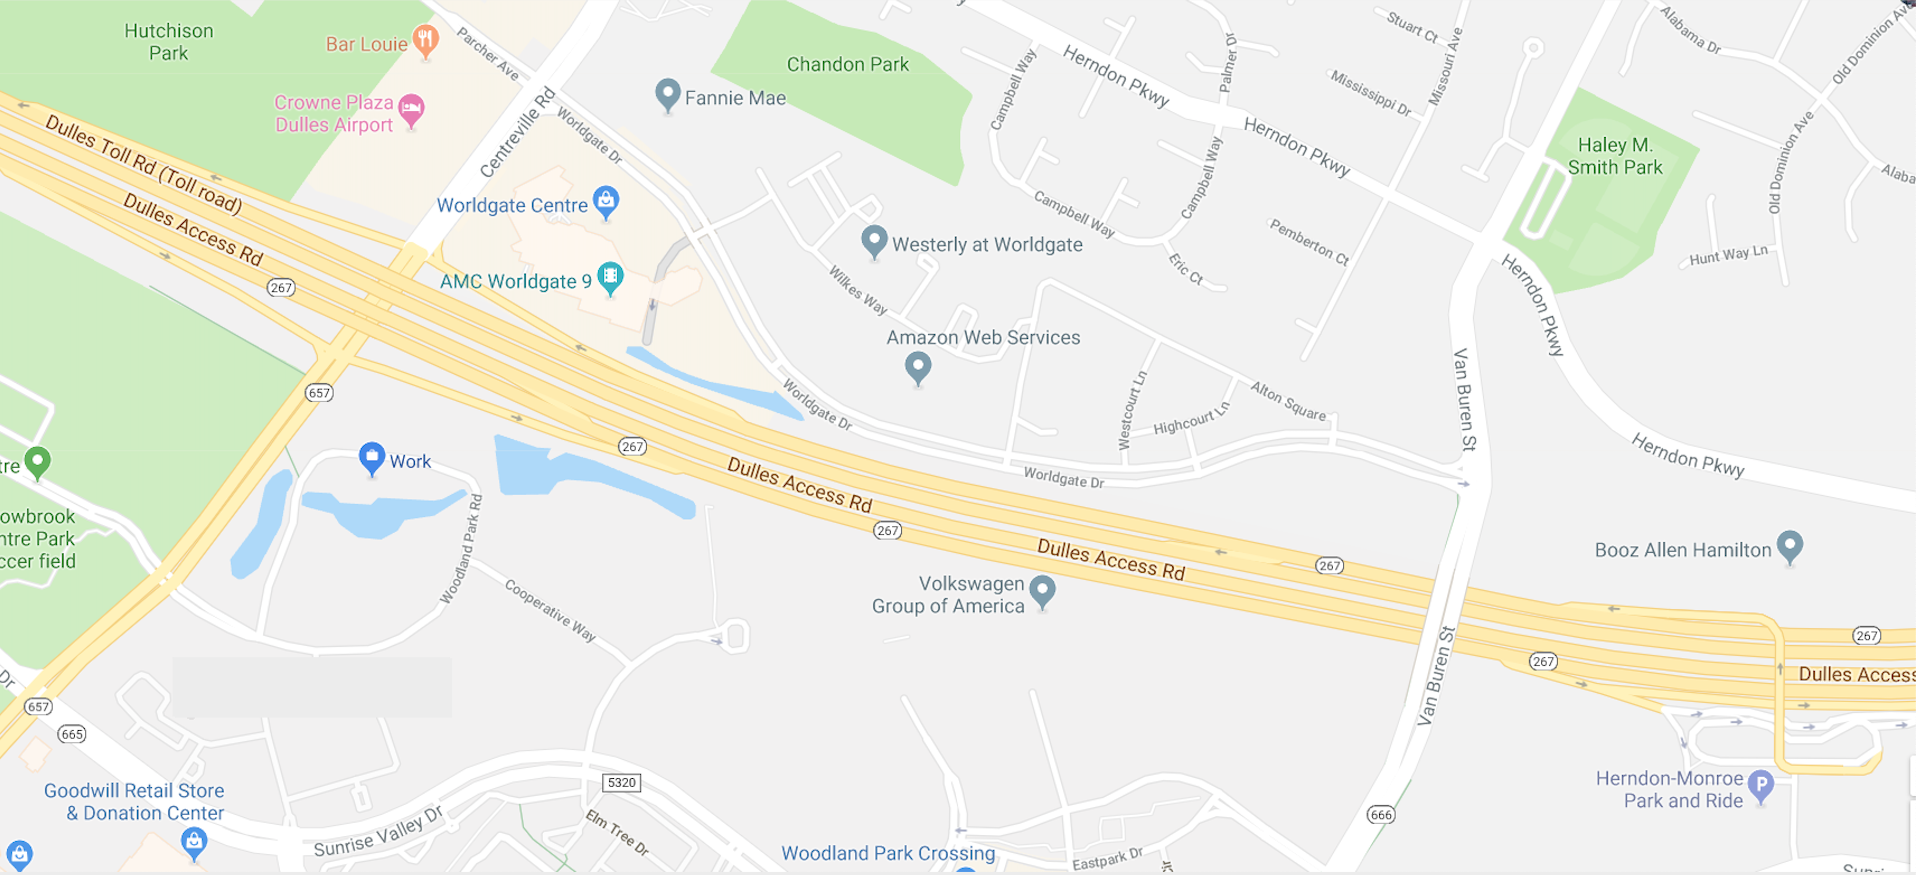 Hutchison
Park
Bar Louie
Parcher Ave
Crowne Plaza
Dulles Airport
Fannie Mae
Chandon Park
Herndon Pkwy
Campbell Way
Palmer Dr
Stuart Ct
Missouri Ave
Mississippi Dr
Alabama Dr
Old Dominion Ave
Haley M.
Smith Park
Old Dominion Ave
Alaba
Hunt Way Ln
Herndon Pkwy
Campbell Way
Campbell Way
Eric Ct
Pemberton Ct
Dulles Toll Rd (Toll road)
Dulles Access Rd
267
Centreville Rd
Worldgate Dr
Worldgate Centre
AMC Worldgate 9
Westerly at Worldgate
Wilkes Way
Amazon Web Services
Herndon Pkwy
Van Buren St
657
Worldgate Dr
Westcourt Ln
Highcourt Ln
Alton Square
Herndon Pkwy
tre
Work
267
Dulles Access Rd
Worldgate Dr
owbrook
ntre Park
ccer field
Woodland Park Rd
267
Dulles Access Rd
267
Booz Allen Hamilton
Cooperative Way
Volkswagen
Group of America
267
267
Dulles Access
Van Buren St
Dr
657
665
Goodwill Retail Store
& Donation Center
5320
Sunrise Valley Dr
Elm Tree Dr
Woodland Park Crossing
Eastpark Dr
666
Herndon-Monroe
Park and Ride
P